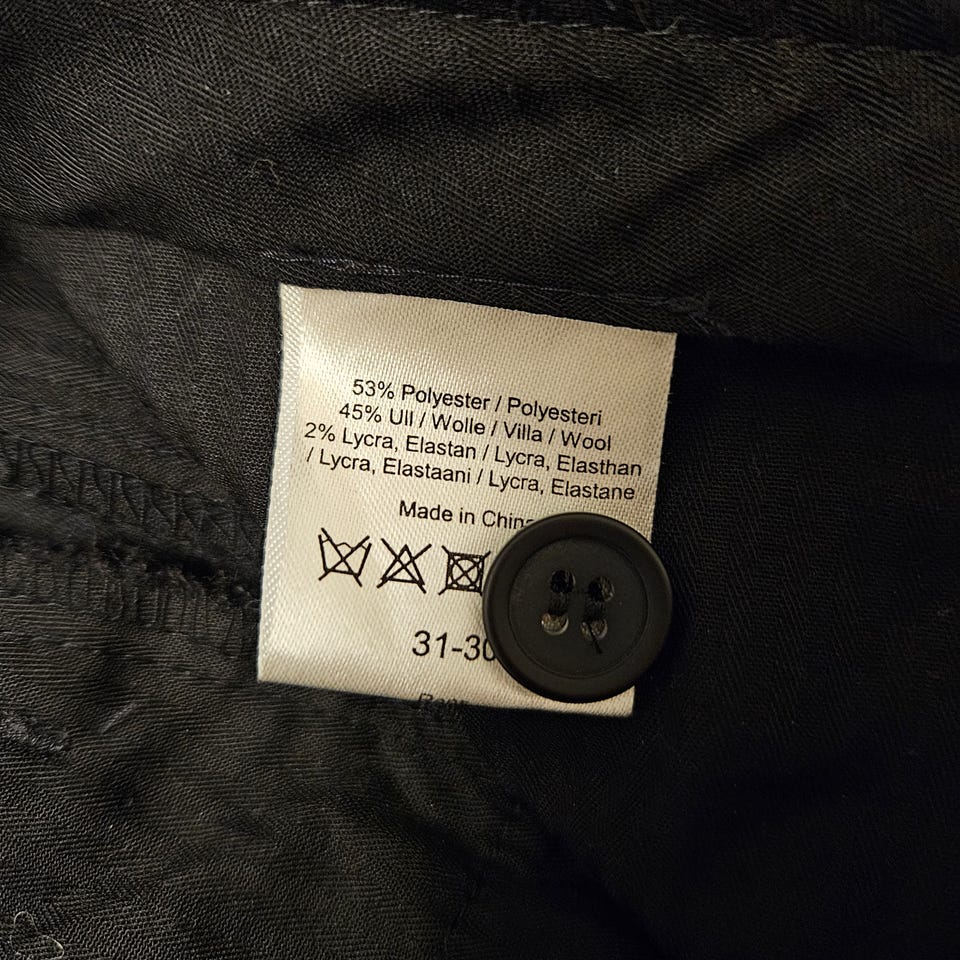 53% Polyester / Polyesteri
45% Ull / Wolle / Villa / Wool
2% Lycra, Elastan / Lycra, Elasthan
/ Lycra, Elastaani / Lycra, Elastane
Made in China
31-30